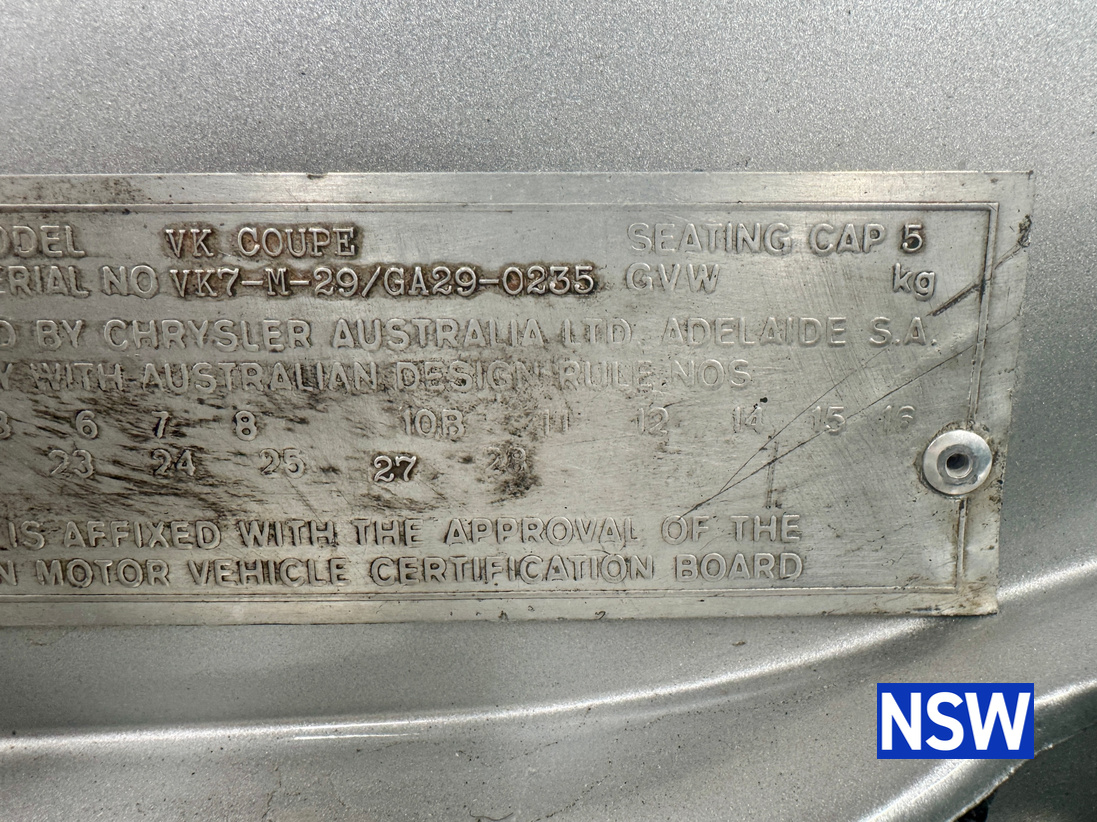 ODEL VK COUPE SEATING CAP 5
ERIAL NO VK7-M-29/GA29-0235 GVW kg
D BY CHRYSLER AUSTRALIA LTD. ADELAIDE S.A.
Y WITH AUSTRALIAN DESIGN RULE NOS
3 6 7 8 10B 11 12 14 15 16
23 24 25 27 28
IS AFFIXED WITH THE APPROVAL OF THE
N MOTOR VEHICLE CERTIFICATION BOARD
NSW